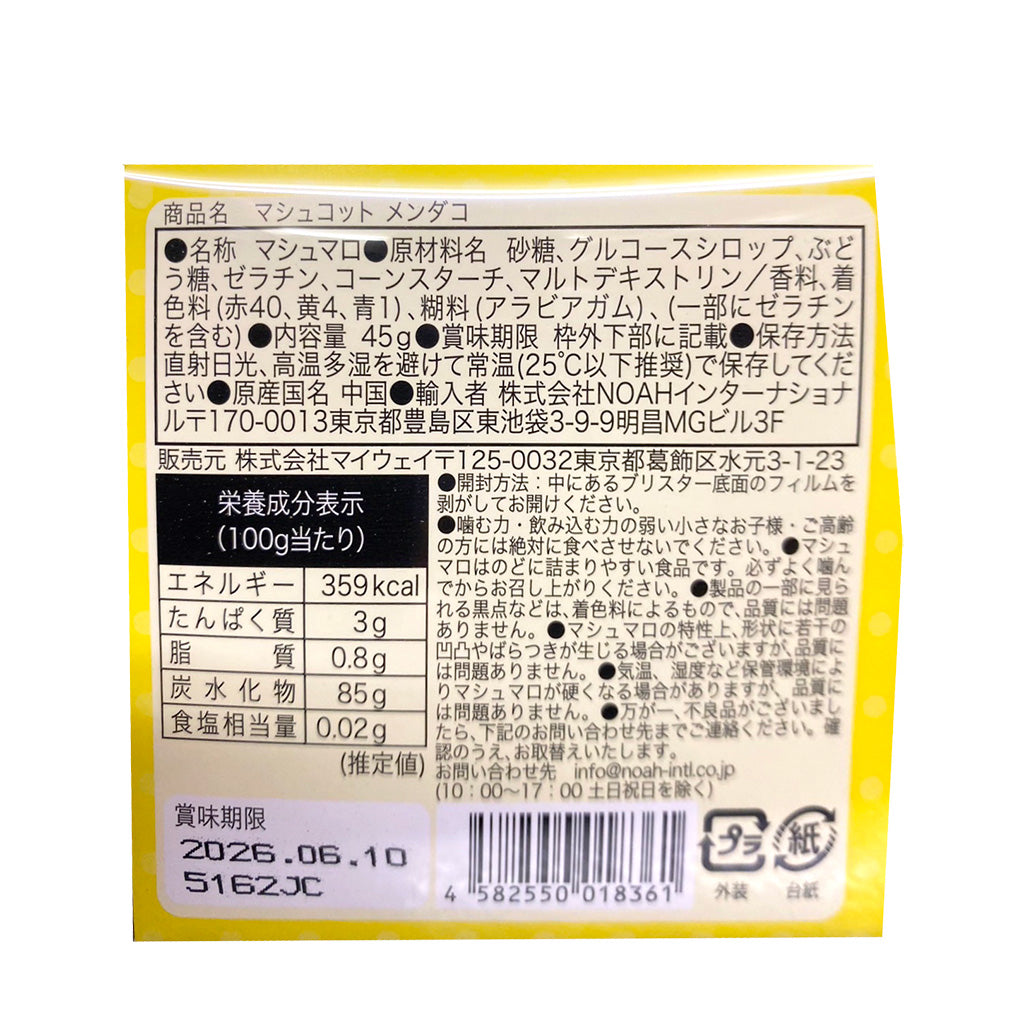 商品名 マシュコット メンダコ
●名称 マシュマロ●原材料名 砂糖、グルコースシロップ、ぶど
う糖、ゼラチン、コーンスターチ、マルトデキストリン／香料、着
色料(赤40、黄4、青1)、糊料(アラビアガム)、(一部にゼラチン
を含む)●内容量 45g●賞味期限 枠外下部に記載●保存方法
直射日光、高温多湿を避けて常温(25℃以下推奨)で保存してくだ
さい●原産国名 中国●輸入者 株式会社NOAHインターナショナ
ル〒170-0013東京都豊島区東池袋3-9-9明昌MGビル3F
販売元 株式会社マイウェイ〒125-0032東京都葛飾区水元3-1-23
栄養成分表示
(100g当たり)
エネルギー 359kcal
たんぱく質 3g
脂質 0.8g
炭水化物 85g
食塩相当量 0.02g
(推定値)
●開封方法：中にあるブリスター底面のフィルムを
剥がしてお開けください。
●噛む力・飲み込む力の弱い小さなお子様・ご高齢
の方には絶対に食べさせないでください。●マシュ
マロはのどに詰まりやすい食品です。必ずよく噛ん
でからお召し上がりください。●製品の一部に見ら
れる黒点などは、着色料によるもので、品質には問題
ありません。●マシュマロの特性上、形状に若干の
凹凸やばらつきが生じる場合がございますが、品質に
は問題ありません。●気温、湿度など保管環境によ
りマシュマロが硬くなる場合がありますが、品質に
は問題ありません。●万が一、不良品がございまし
たら、下記のお問い合わせ先までご連絡ください。確
認のうえ、お取替えいたします。
お問い合わせ先 info@noah-intl.co.jp
(10：00〜17：00 土日祝日を除く)
賞味期限
2026.06.10
5162JC
4 582550 018361
プラ
外装
紙
台紙